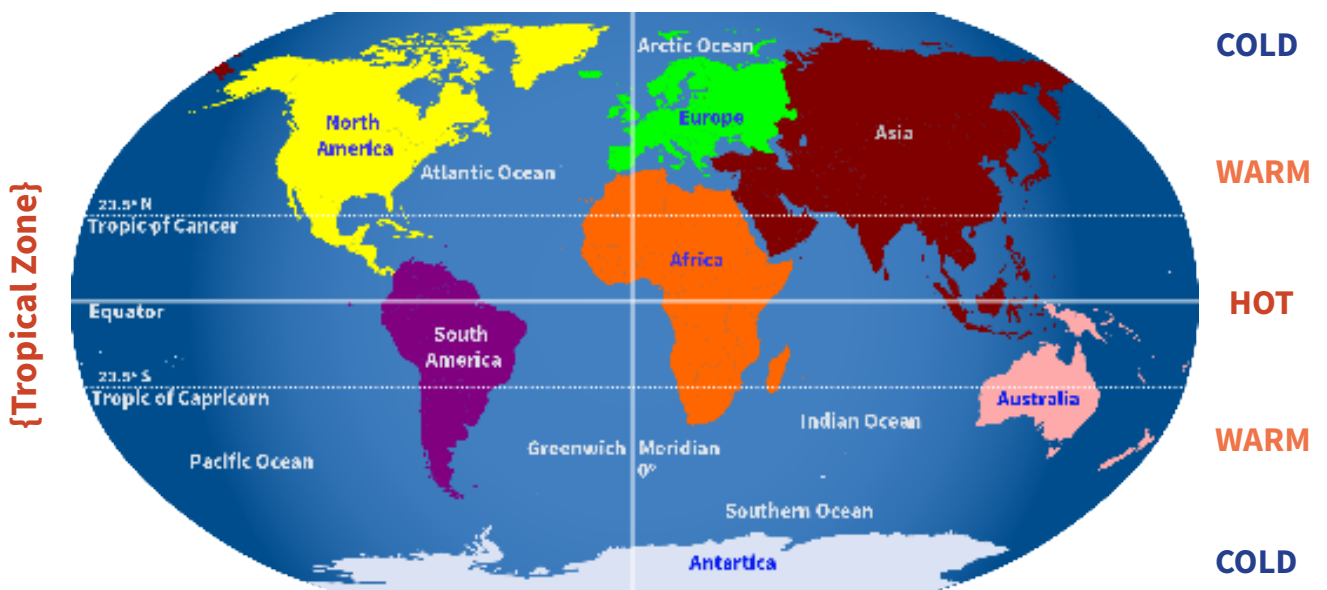 COLD
Arctic Ocean
North
America
Europe
Asia
Atlantic Ocean
WARM
23.5° N
Tropic of Cancer
{Tropical Zone}
Africa
Equator
HOT
South
America
23.5° S
Tropic of Capricorn
Australia
Indian Ocean
WARM
Greenwich Meridian
0°
Pacific Ocean
Southern Ocean
Antertica
COLD